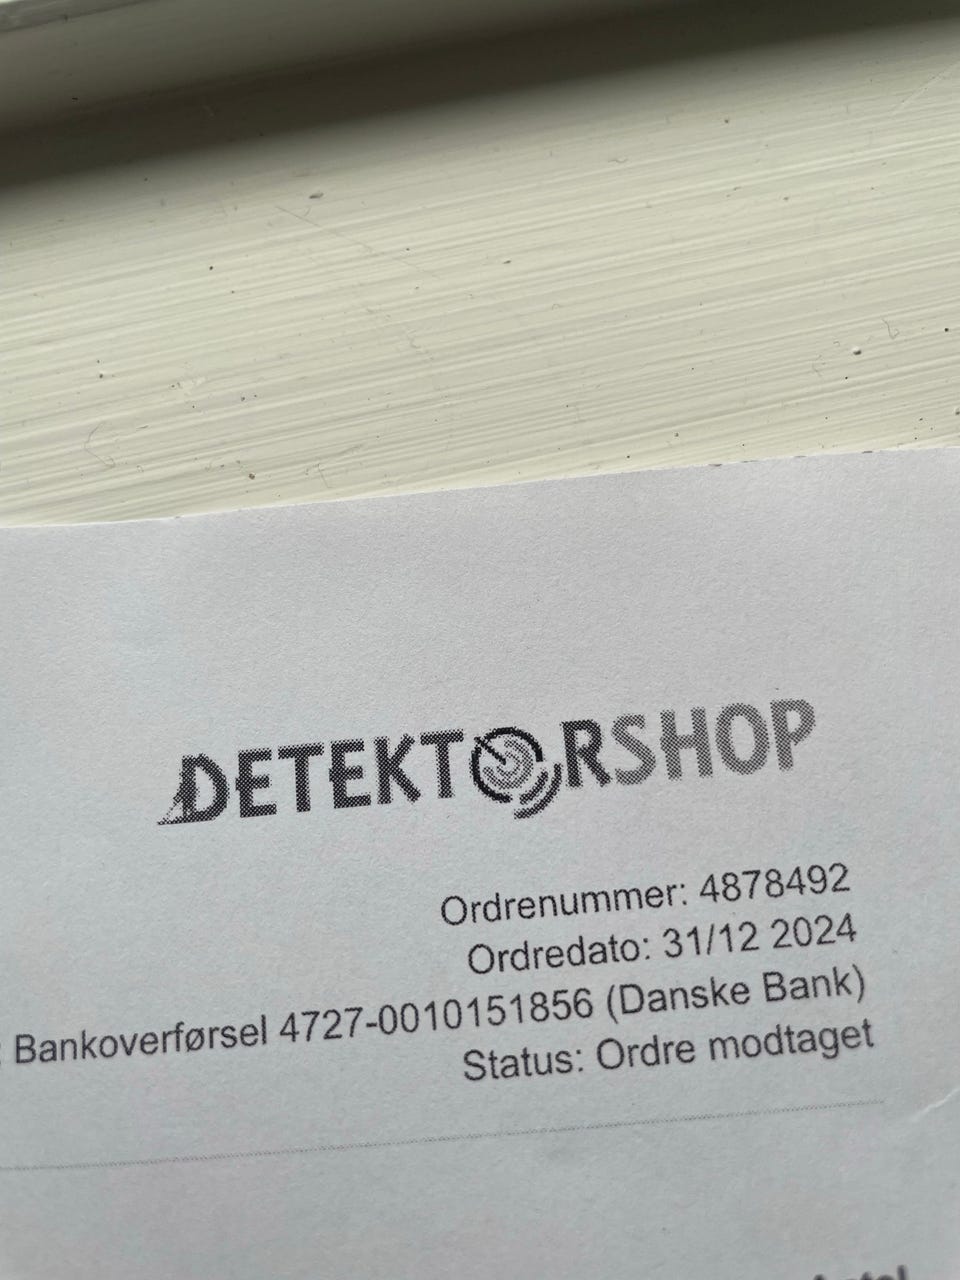 DETEKTORSHOP
Ordrenummer: 4878492
Ordredato: 31/12 2024
: Bankoverførsel 4727-0010151856 (Danske Bank)
Status: Ordre modtaget